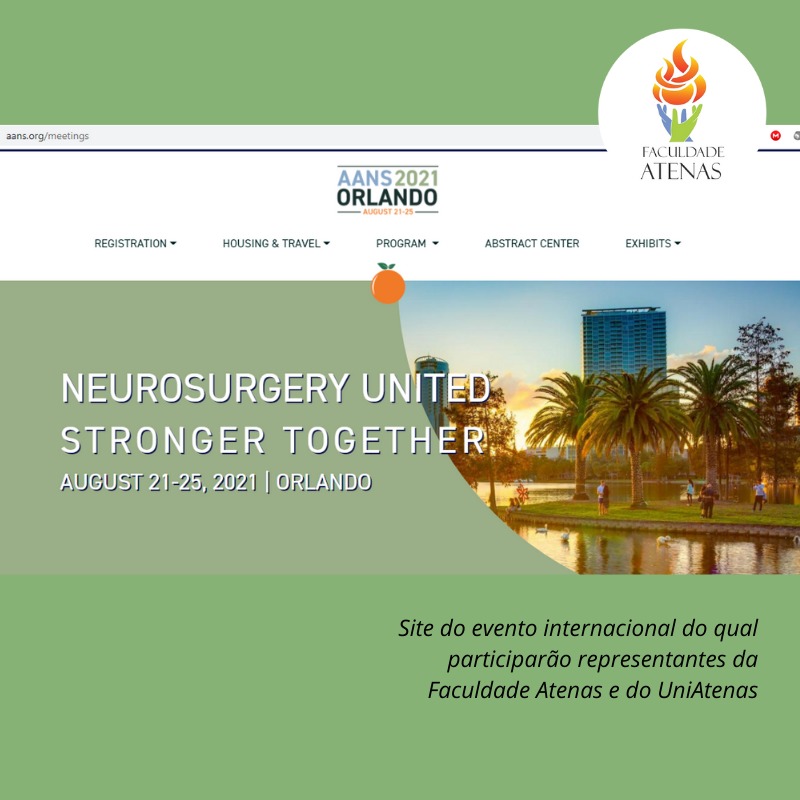 aans.org/meetings
FACULDADE
ATENAS
AANS 2021
ORLANDO
AUGUST 21-25
REGISTRATION
HOUSING & TRAVEL
PROGRAM
ABSTRACT CENTER
EXHIBITS
NEUROSURGERY UNITED
STRONGER TOGETHER
AUGUST 21-25, 2021 | ORLANDO
Site do evento internacional do qual
participarão representantes da
Faculdade Atenas e do UniAtenas